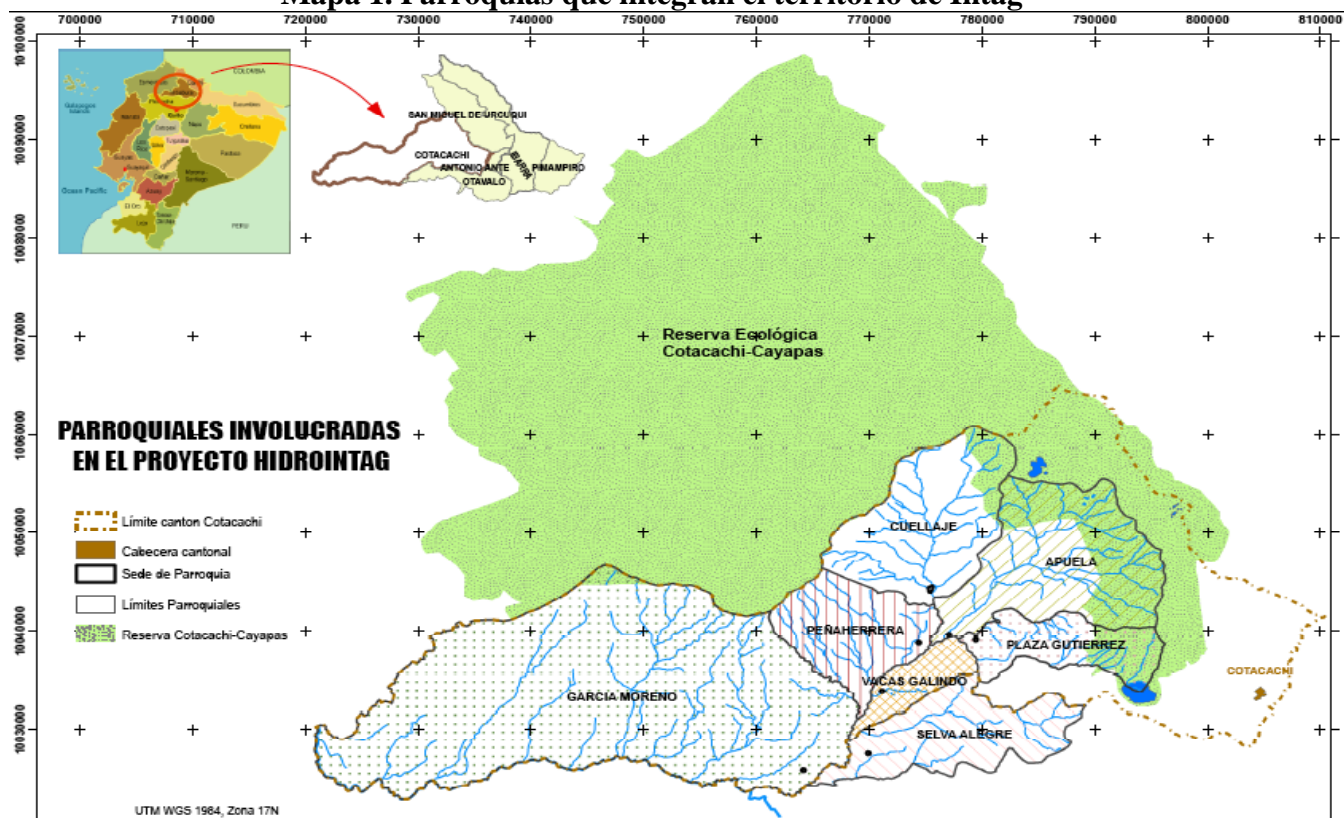 Mapa 1. Parroquias que integran el territorio de Intag
700000 710000 720000 730000 740000 750000 760000 770000 780000 790000 800000 810000
10100000
10090000
10080000
10070000
10060000
10050000
10040000
10030000
COLOMBIA
Ocean Pacific
PERU
SAN MIGUEL DE URCUQUI
COTACACHI
ANTONIO ANTE
IBARRA
PIMAMPIRO
OTAVALO
Reserva Ecológica
Cotacachi-Cayapas
PARROQUIALES INVOLUCRADAS
EN EL PROYECTO HIDROINTAG
Límite canton Cotacachi
Cabecera cantonal
Sede de Parroquia
Límites Parroquiales
Reserva Cotacachi-Cayapas
CUELLAJE
APUELA
PEÑAHERRERA
PLAZA GUTIERREZ
VACAS GALINDO
GARCIA MORENO
SELVA ALEGRE
COTACACHI
UTM WGS 1984, Zona 17N